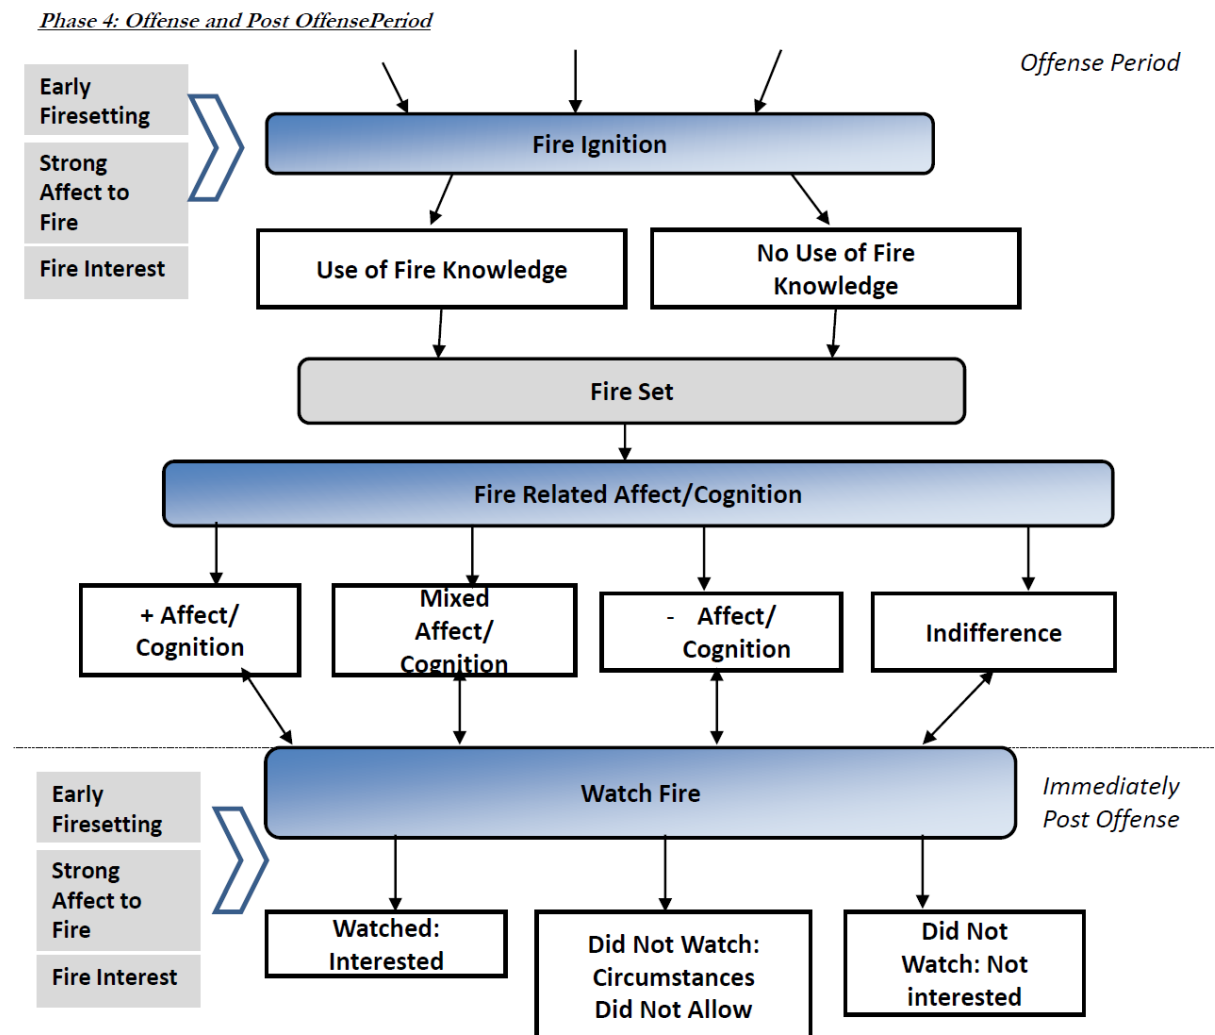 Phase 4: Offense and Post OffensePeriod
Offense Period
Early
Firesetting
Strong
Affect to
Fire
Fire Interest
Fire Ignition
Use of Fire Knowledge
No Use of Fire
Knowledge
Fire Set
Fire Related Affect/Cognition
+ Affect/
Cognition
Mixed
Affect/
Cognition
- Affect/
Cognition
Indifference
Early
Firesetting
Strong
Affect to
Fire
Fire Interest
Watch Fire
Immediately
Post Offense
Watched:
Interested
Did Not Watch:
Circumstances
Did Not Allow
Did Not
Watch: Not
interested